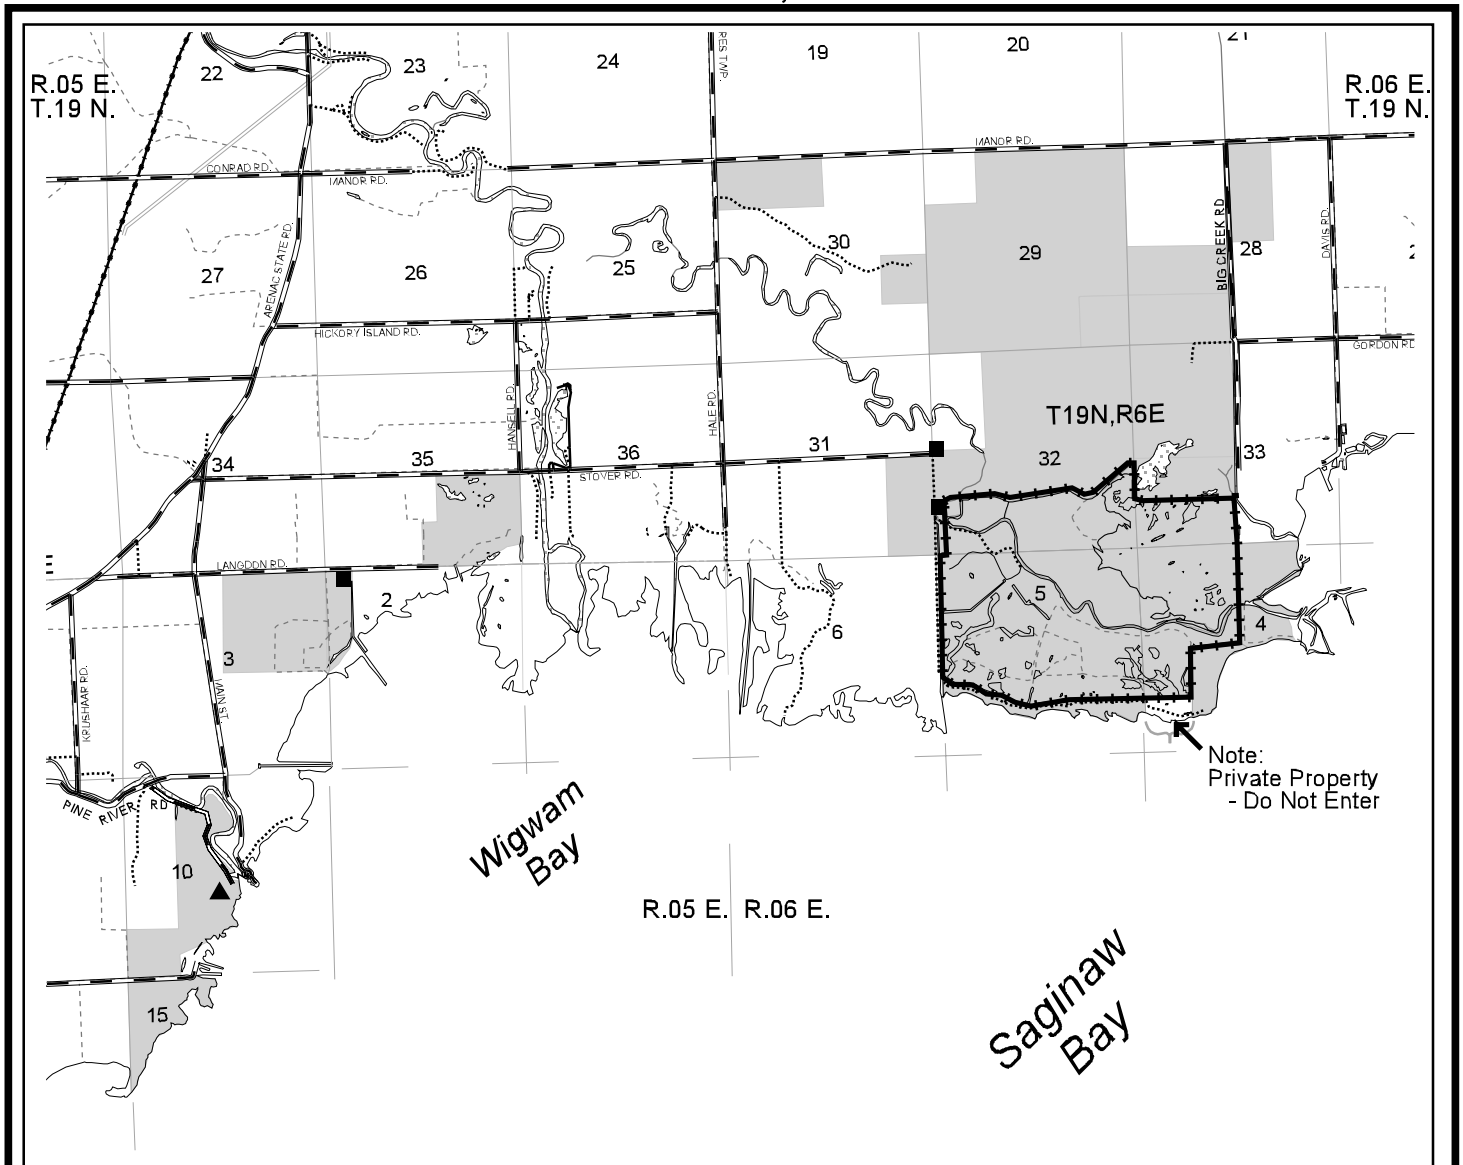 R.05 E.
T.19 N.
22
23
24
RES TWP.
19
20
21
R.06 E.
T.19 N.
CONRAD RD.
MANOR RD.
MANOR RD.
27
ARENAC STATE RD.
26
25
30
29
BIG CREEK RD
28
DAVIS RD.
2
HICKORY ISLAND RD.
GORDON RD
HANSELL RD.
HALE RD.
T19N,R6E
34
35
36
31
32
33
STOVER RD.
E
LANGDON RD.
2
3
6
5
4
KRUSHAAR RD.
MAIN ST.
PINE RIVER RD
Note:
Private Property
- Do Not Enter
10
Wigwam
Bay
R.05 E. R.06 E.
Saginaw
Bay
15